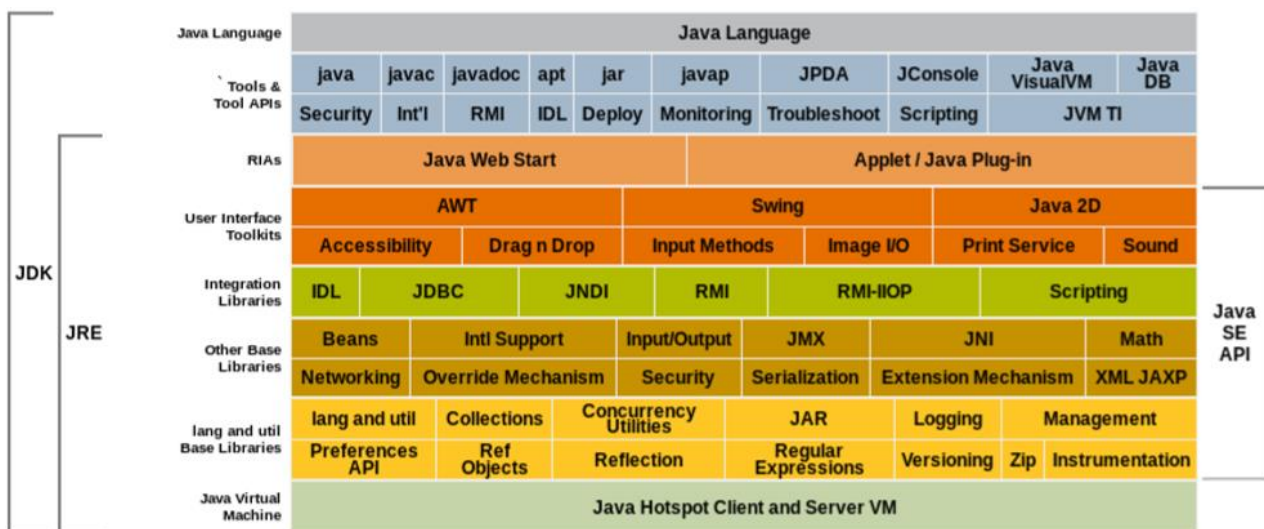 Java Language
Java Language
` Tools &
Tool APIs
java
javac
javadoc
apt
jar
javap
JPDA
JConsole
Java
VisualVM
Java
DB
Security
Int'l
RMI
IDL
Deploy
Monitoring
Troubleshoot
Scripting
JVM TI
RIAs
Java Web Start
Applet / Java Plug-in
User Interface
Toolkits
AWT
Swing
Java 2D
Accessibility
Drag n Drop
Input Methods
Image I/O
Print Service
Sound
Integration
Libraries
IDL
JDBC
JNDI
RMI
RMI-IIOP
Scripting
JDK
JRE
Java
SE
API
Other Base
Libraries
Beans
Intl Support
Input/Output
JMX
JNI
Math
Networking
Override Mechanism
Security
Serialization
Extension Mechanism
XML JAXP
lang and util
Base Libraries
lang and util
Collections
Concurrency
Utilities
JAR
Logging
Management
Preferences
API
Ref
Objects
Reflection
Regular
Expressions
Versioning
Zip
Instrumentation
Java Virtual
Machine
Java Hotspot Client and Server VM